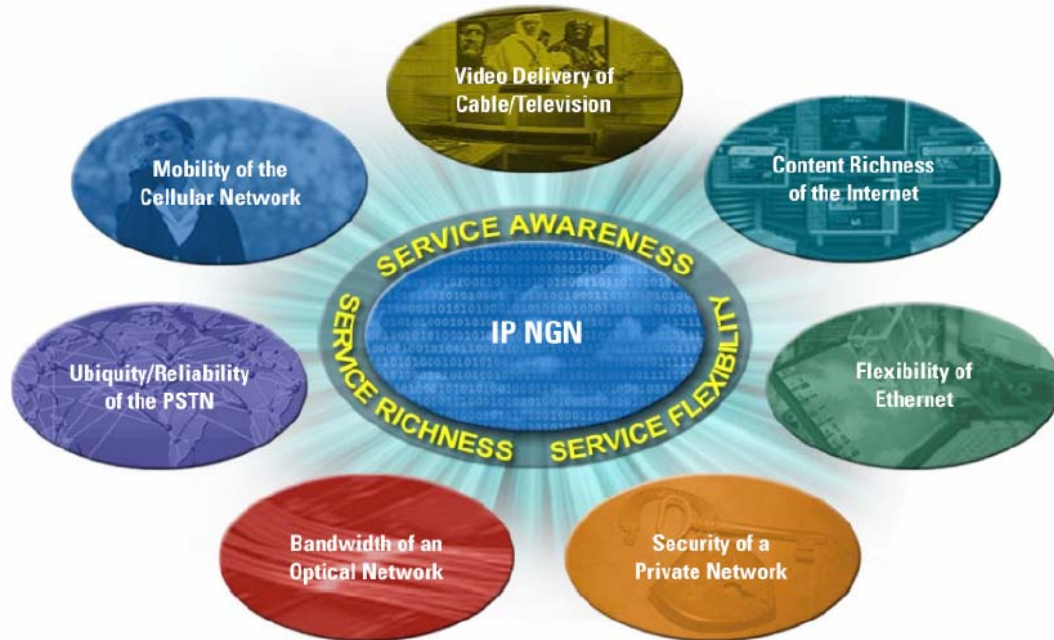 Video Delivery of
Cable/Television
Mobility of the
Cellular Network
Content Richness
of the Internet
SERVICE AWARENESS
SERVICE RICHNESS
SERVICE FLEXIBILITY
IP NGN
Ubiquity/Reliability
of the PSTN
Flexibility of
Ethernet
Bandwidth of an
Optical Network
Security of a
Private Network